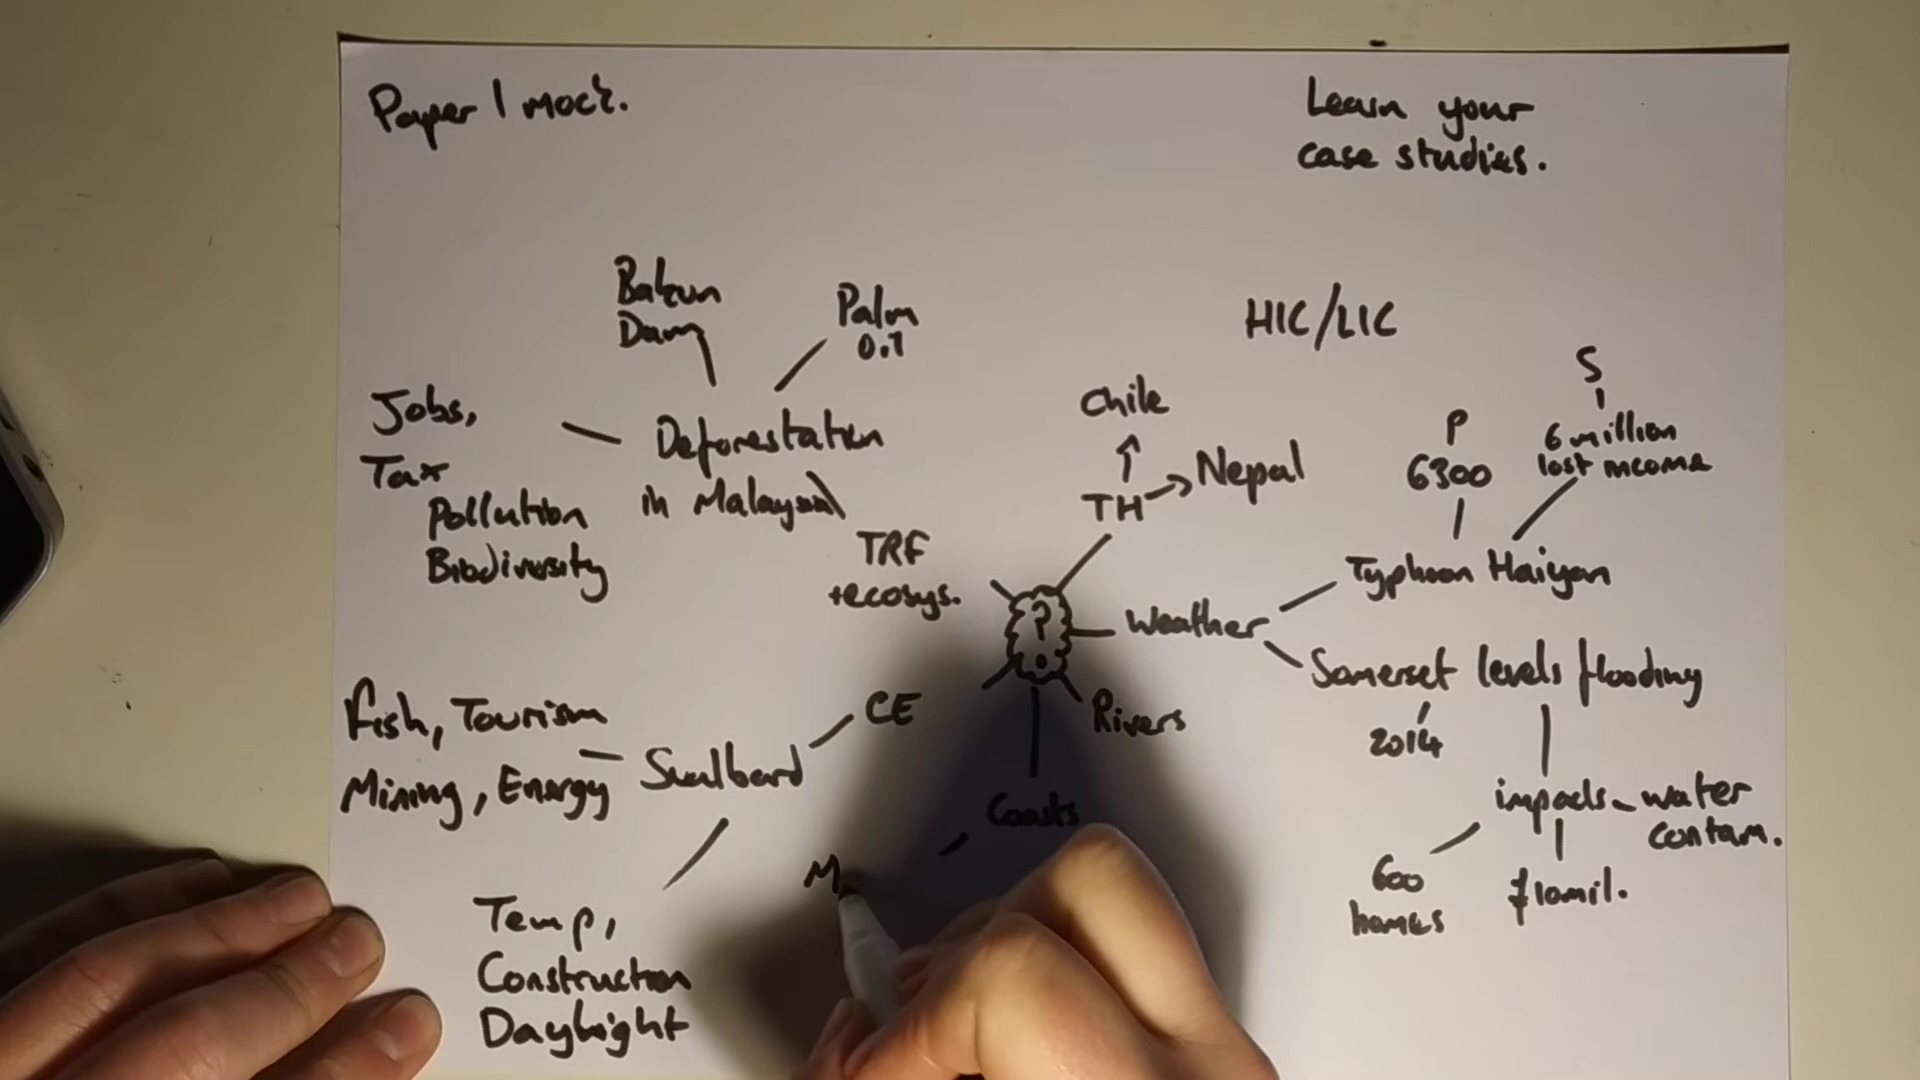 Paper 1 mock.
Learn your
case studies.
Bakun
Dam
Palm
Oil
HIC/LIC
Jobs,
Tax
Pollution
Biodiversity
Deforestation
in Malaysia
TRF
+ecosys.
Chile
Nepal
TH
P
6300
S
6 million
lost income
Typhoon Haiyan
?
Weather
Somerset levels flooding
2014
impacts - water
contam.
600
homes
£10mil.
Rivers
CE
Fish, Tourism
Mining, Energy
Svalbard
Temp,
Construction
Daylight
Coasts
M